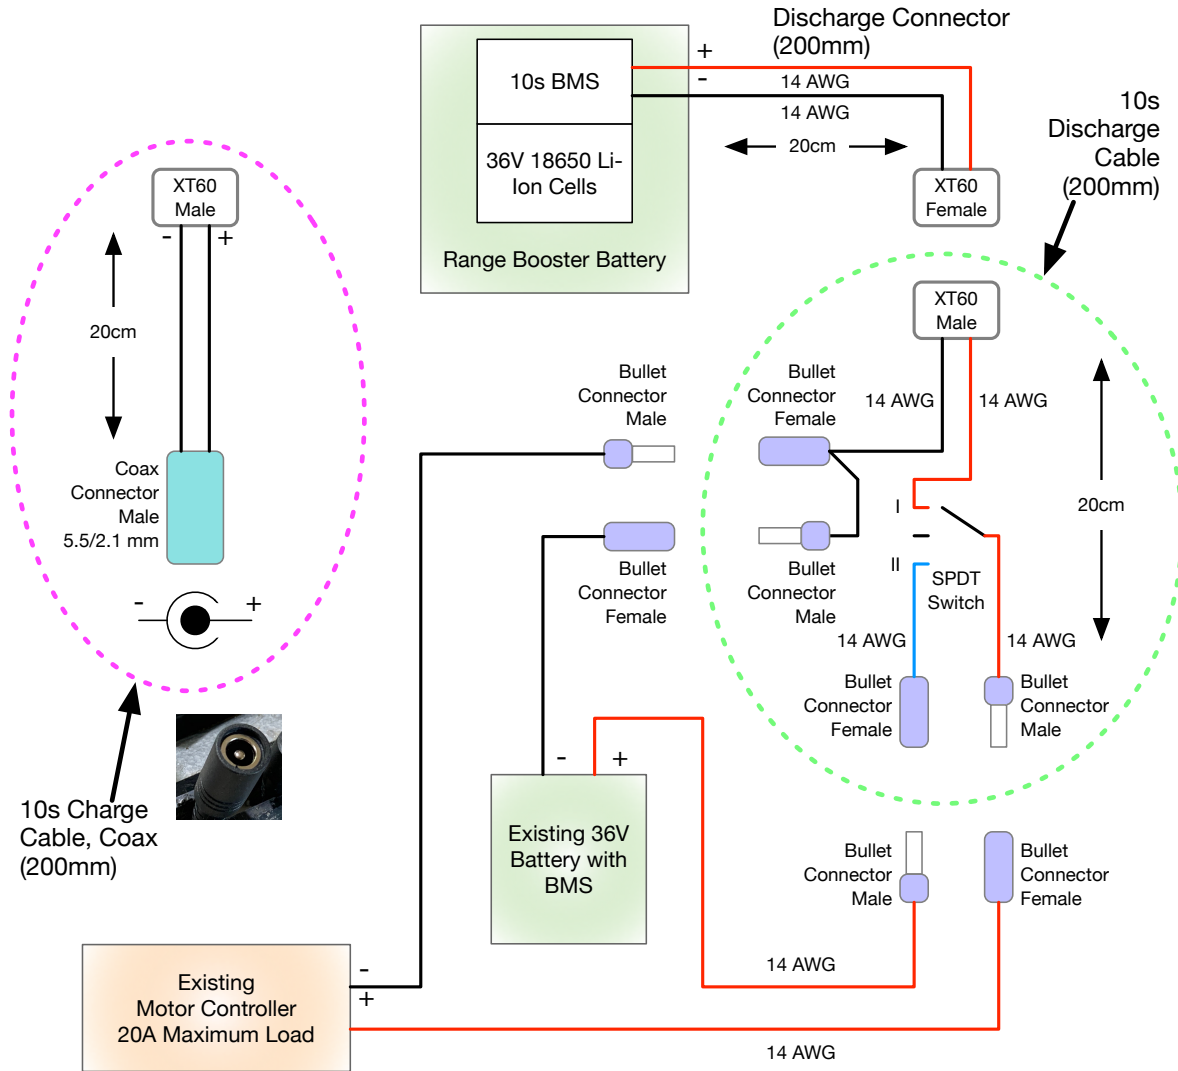 Discharge Connector
(200mm)
+
-
14 AWG
14 AWG
20cm
10s BMS
36V 18650 Li-
Ion Cells
Range Booster Battery
XT60
Female
10s
Discharge
Cable
(200mm)
XT60
Male
-
+
20cm
Coax
Connector
Male
5.5/2.1 mm
-
+
10s Charge
Cable, Coax
(200mm)
XT60
Male
14 AWG
14 AWG
20cm
Bullet
Connector
Male
Bullet
Connector
Female
Bullet
Connector
Female
Bullet
Connector
Male
I
II
SPDT
Switch
14 AWG
14 AWG
Bullet
Connector
Female
Bullet
Connector
Male
-
+
Existing 36V
Battery with
BMS
Bullet
Connector
Male
Bullet
Connector
Female
14 AWG
Existing
Motor Controller
20A Maximum Load
-
+
14 AWG